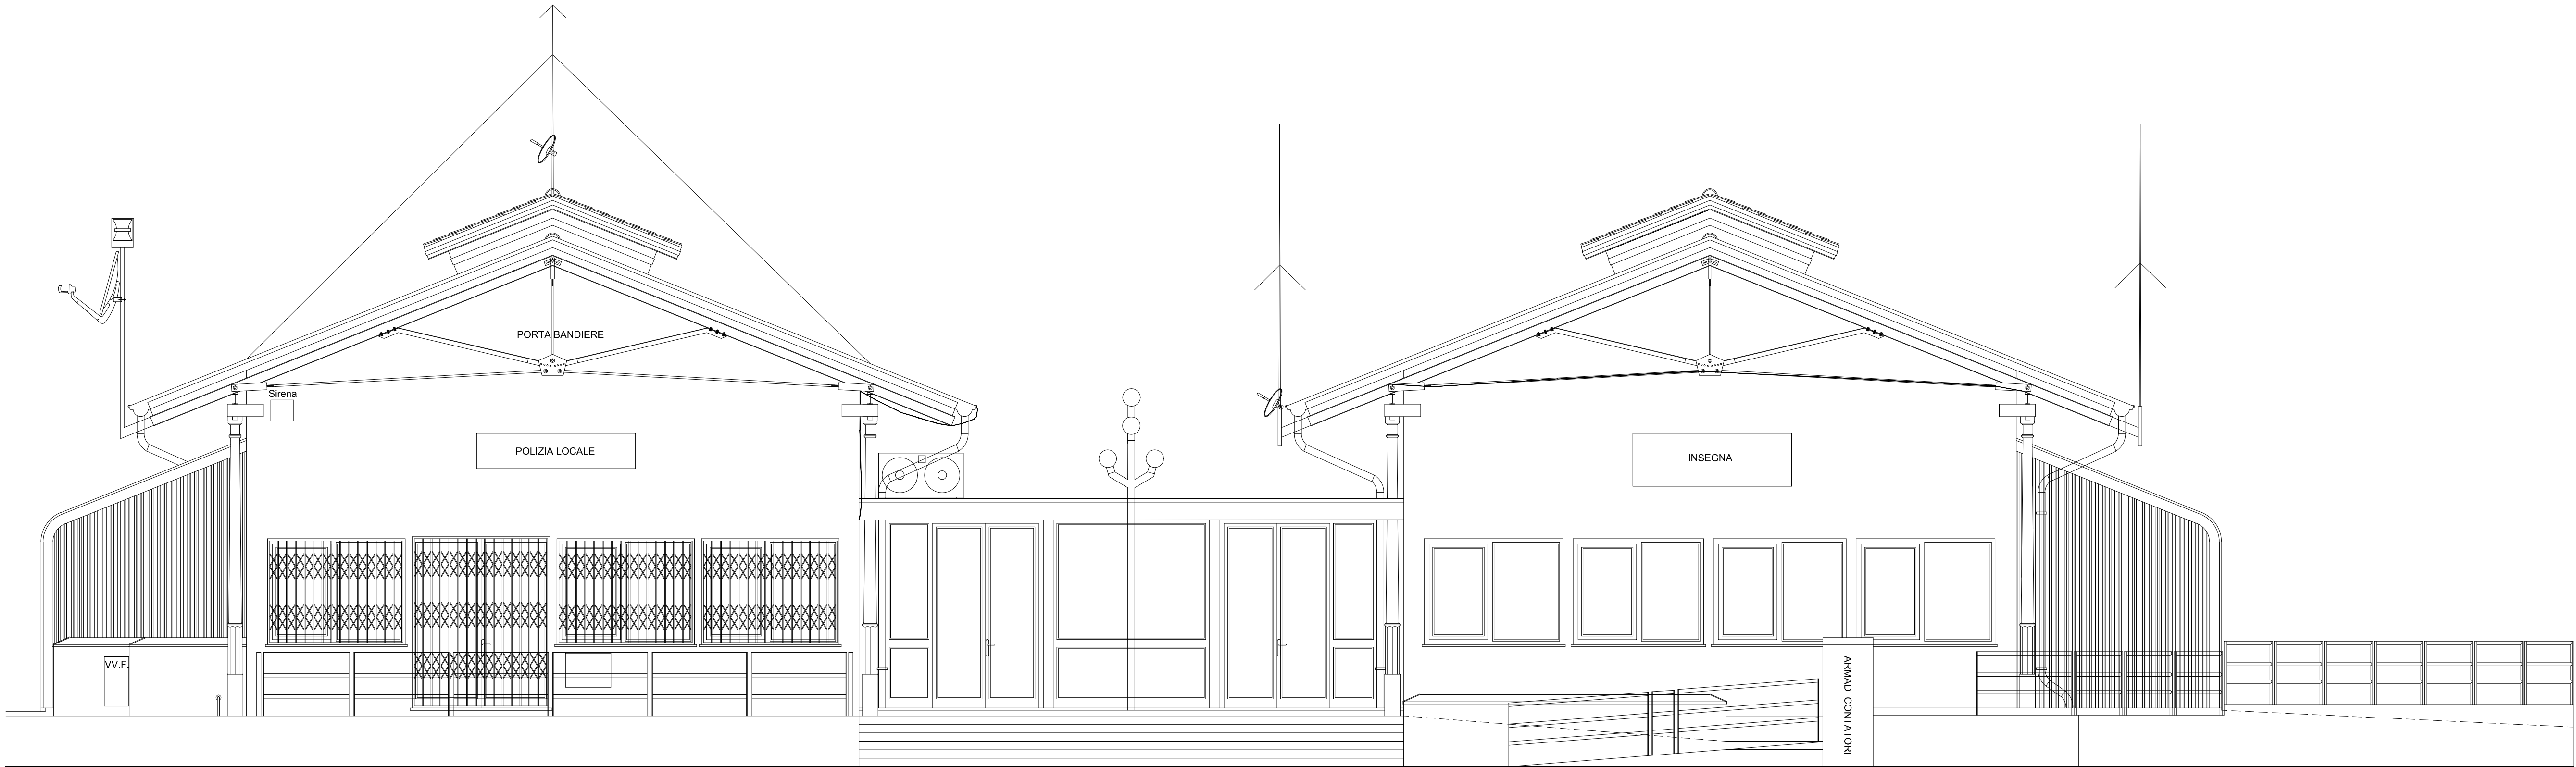 PORTA BANDIERE
Sirena
POLIZIA LOCALE
INSEGNA
VV.F.
ARMADI CONTATORI